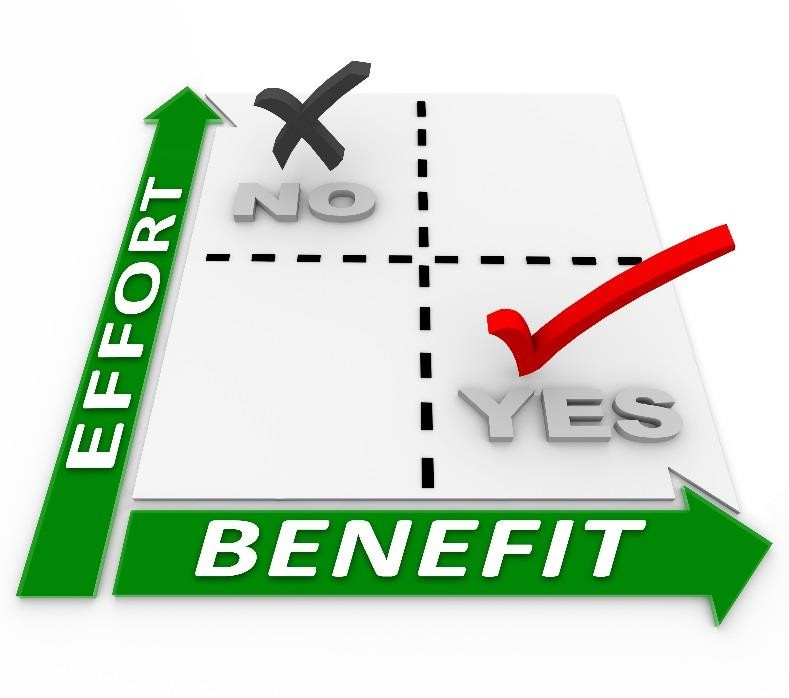 NO
EFFORT
YES
BENEFIT